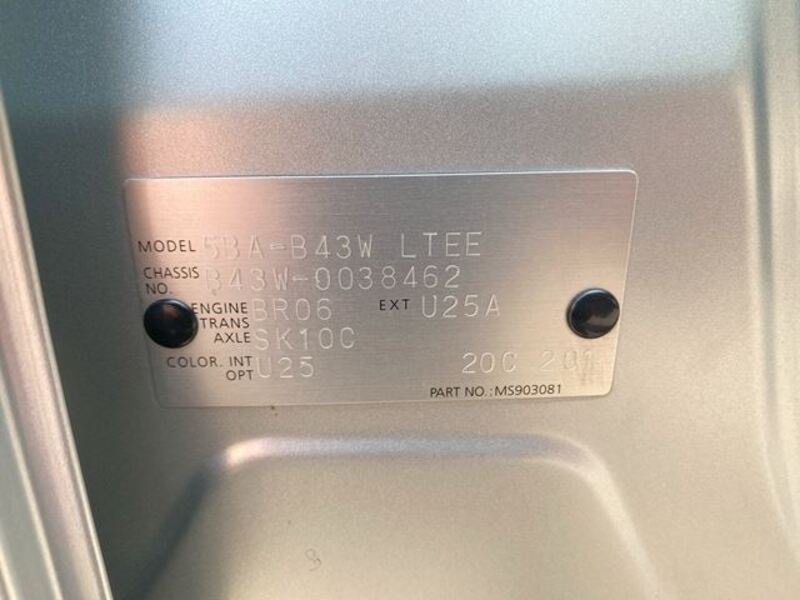 MODEL 5BA-B43W LTEE
CHASSIS NO. B43W-0038462
ENGINE BR06 EXT U25A
TRANS AXLE SK10C
COLOR. INT U25 20C
OPT
PART NO.:MS903081